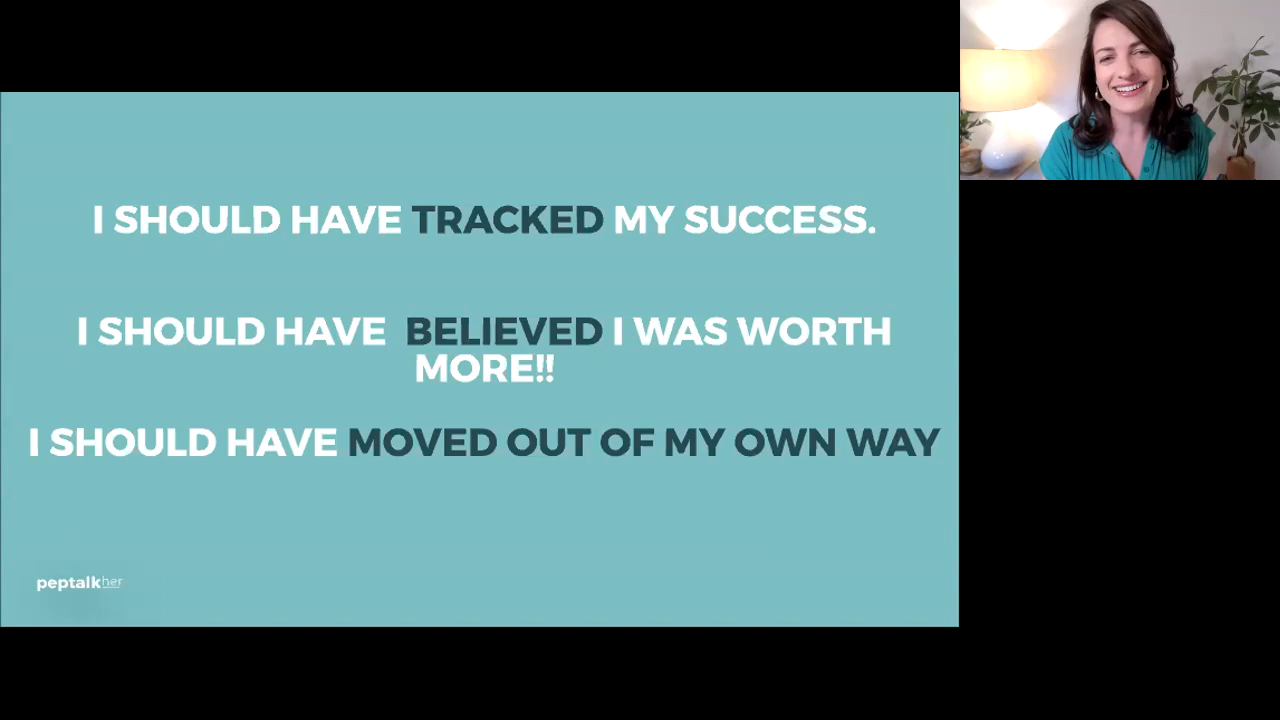 I SHOULD HAVE TRACKED MY SUCCESS.
I SHOULD HAVE BELIEVED I WAS WORTH
MORE!!
I SHOULD HAVE MOVED OUT OF MY OWN WAY
peptalkher